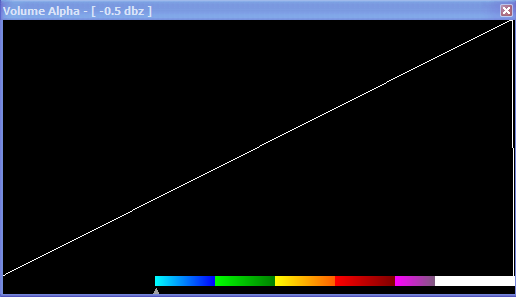 Volume Alpha - [ -0.5 dbz ]